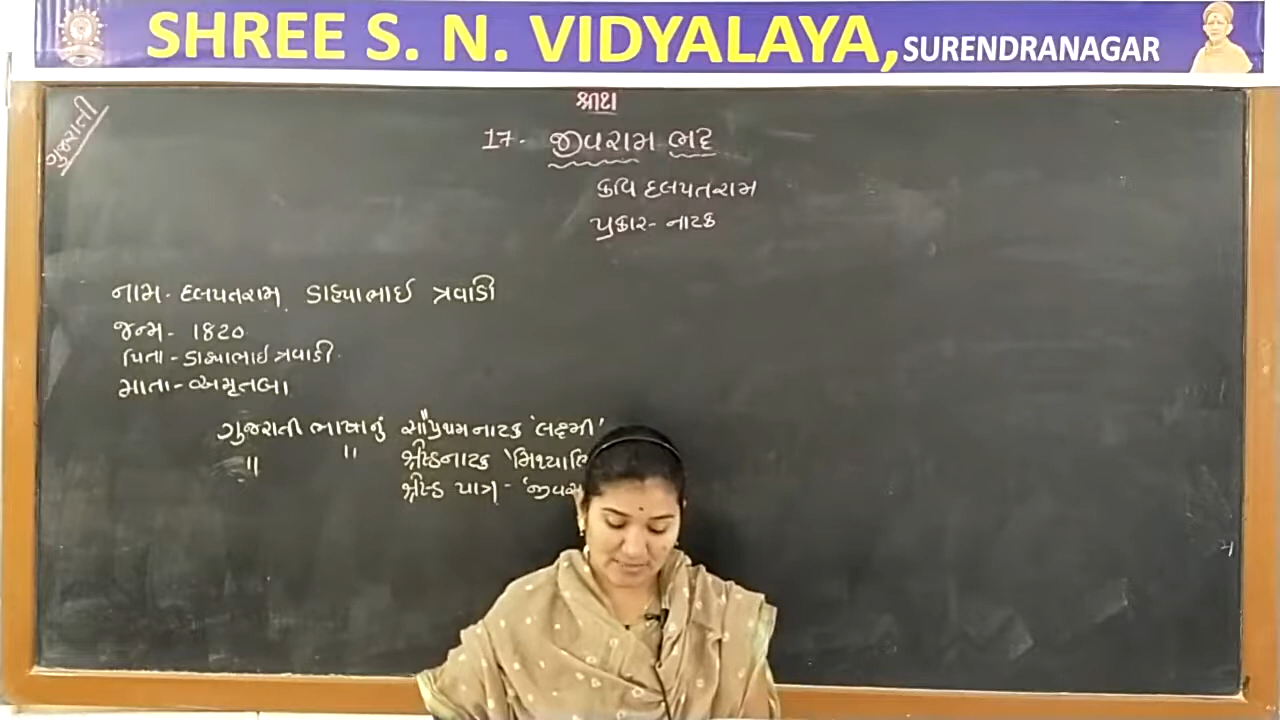 SHREE S. N. VIDYALAYA, SURENDRANAGAR
ગુજરાતી
17. જીવરામ ભટ્ટ
કવિ દલપતરામ
પ્રકાર - નાટક
નામ - દલપતરામ ડાહ્યાભાઈ ત્રવાડી
જન્મ - 1820
પિતા - ડાહ્યાભાઈ ત્રવાડી.
માતા - અમૃતબા
ગુજરાતી ભાષાનું સૌપ્રથમ નાટક 'લક્ષ્મી'
" " શ્રેષ્ઠ નાટક
શ્રેષ્ઠ પાત્ર -